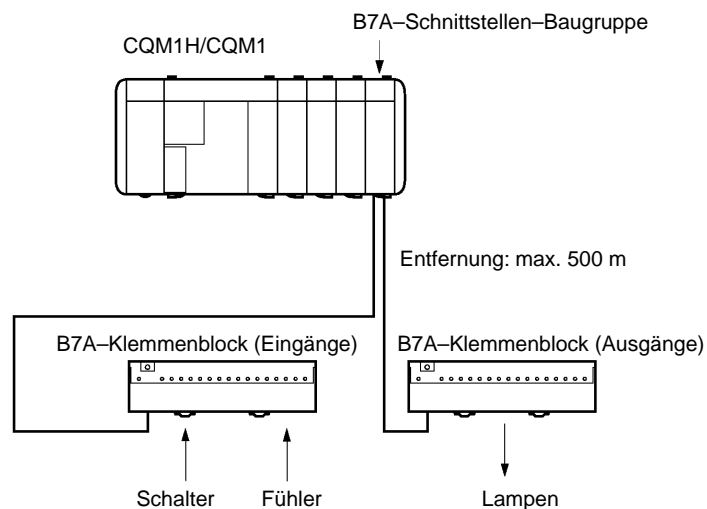 B7A–Schnittstellen–Baugruppe
CQM1H/CQM1
Entfernung: max. 500 m
B7A–Klemmenblock (Eingänge)
B7A–Klemmenblock (Ausgänge)
Schalter
Fühler
Lampen